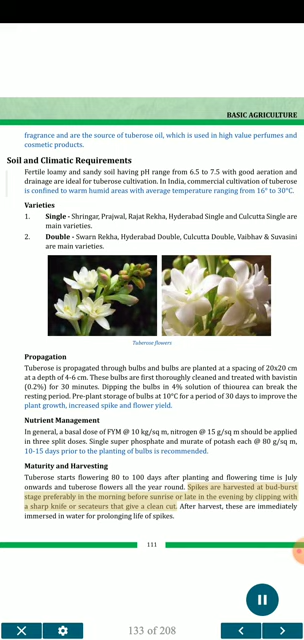 BASIC AGRICULTURE
fragrance and are the source of tuberose oil, which is used in high value perfumes and
cosmetic products.
Soil and Climatic Requirements
Fertile loamy and sandy soil having pH range from 6.5 to 7.5 with good aeration and
drainage are ideal for tuberose cultivation. In India, commercial cultivation of tuberose
is confined to warm humid areas with average temperature ranging from 16° to 30°C.
Varieties
1. Single - Shringar, Prajwal, Rajat Rekha, Hyderabad Single and Culcutta Single are
main varieties.
2. Double - Swarn Rekha, Hyderabad Double, Culcutta Double, Vaibhav & Suvasini
are main varieties.
Tuberose flowers
Propagation
Tuberose is propagated through bulbs and bulbs are planted at a spacing of 20x20 cm
at a depth of 4-6 cm. These bulbs are first thoroughly cleaned and treated with bavistin
(0.2%) for 30 minutes. Dipping the bulbs in 4% solution of thiourea can break the
resting period. Pre-plant storage of bulbs at 10°C for a period of 30 days to improve the
plant growth, increased spike and flower yield.
Nutrient Management
In general, a basal dose of FYM @ 10 kg/sq m, nitrogen @ 15 g/sq m should be applied
in three split doses. Single super phosphate and murate of potash each @ 80 g/sq m,
10-15 days prior to the planting of bulbs is recommended.
Maturity and Harvesting
Tuberose starts flowering 80 to 100 days after planting and flowering time is July
onwards and tuberose flowers all the year round. Spikes are harvested at bud-burst
stage preferably in the morning before sunrise or late in the evening by clipping with
a sharp knife or secateurs that give a clean cut. After harvest, these are immediately
immersed in water for prolonging life of spikes.
111
133 of 208